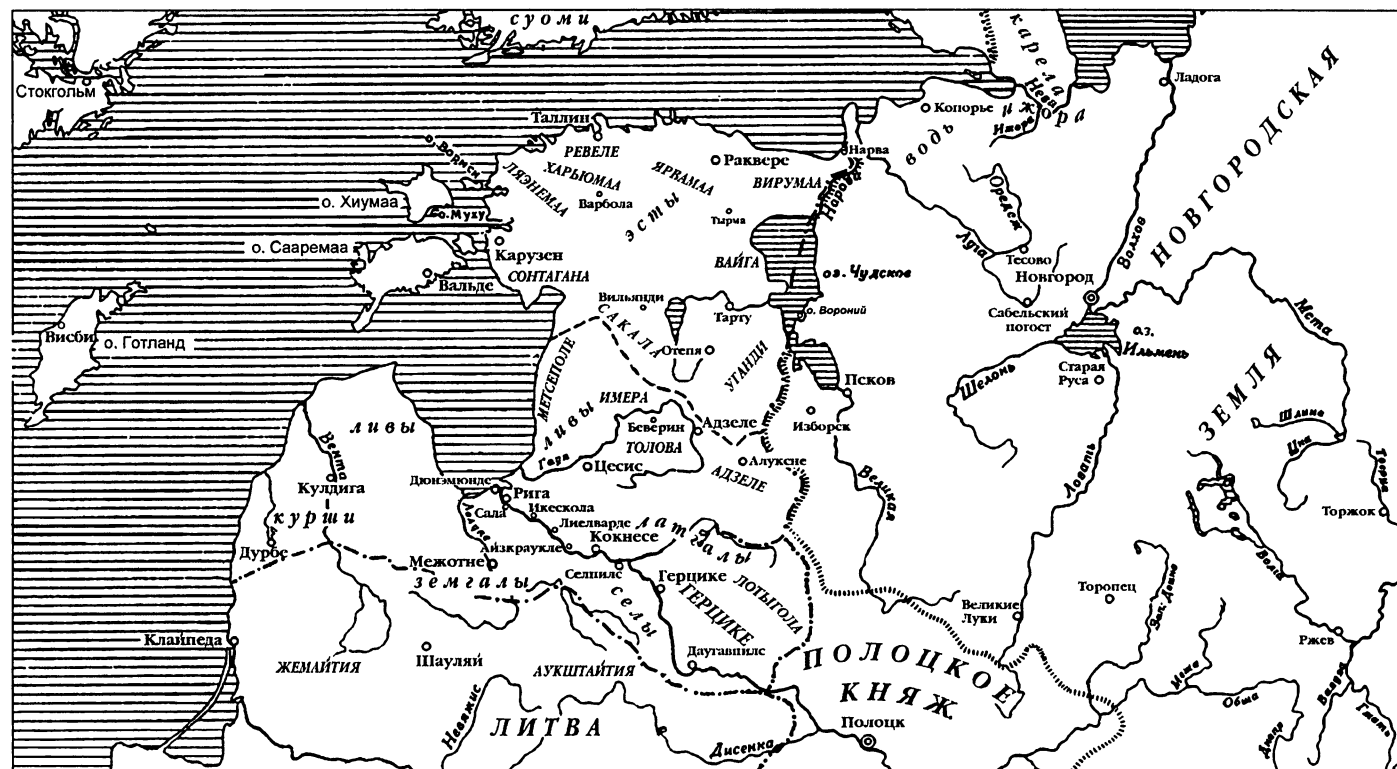 суоми
карела
Стокгольм
Ладога
Нева
Копорье
ижора
Ижора
водь
НОВГОРОДСКАЯ
Таллин
Нарва
о. Вормси
РЕВЕЛЕ
Раквере
ЛЯЭНЕМАА
ХАРЬЮМАА
ЯРВАМАА
ВИРУМАА
Нарова
о. Хиумаа
о. Муху
Варбола
эсты
Тырма
Оредеж
Волхов
о. Сааремаа
Карузен
ВАЙГА
Луга
Тесово
СОНТАГАНА
оз. Чудское
Новгород
Вальде
Вильянди
Тарту
о. Вороний
Сабельский
погост
Мста
Висби
о. Готланд
САКАЛА
Отепя
УГАНДИ
оз.
Ильмень
МЕТСЕПОЛЕ
Псков
Шелонь
Старая
Руса
ЗЕМЛЯ
ИМЕРА
ливы
ливы
Беверин
Адзеле
Изборск
Шлина
Вента
ТОЛОВА
Цна
Гауя
Цесис
Алуксне
АДЗЕЛЕ
Великая
Ловать
Кулдига
Дюнэмюнде
Рига
Сала
Икескола
Торжок
курши
Лиелварде
латгалы
Дурбе
Айзкраукле
Кокнесе
Межотне
земгалы
Селпилс
Герцике
ЛОТЫГОЛА
ГЕРЦИКЕ
селы
Торопец
Зап. Двина
Волга
Великие
Луки
Клайпеда
Шауляй
ЖЕМАЙТИЯ
АУКШТАЙТИЯ
Даугавпилс
ПОЛОЦКОЕ
КНЯЖ.
Ржев
Межа
Обша
Вазуза
Гжать
Невяжис
ЛИТВА
Полоцк
Дисенка
Днепр